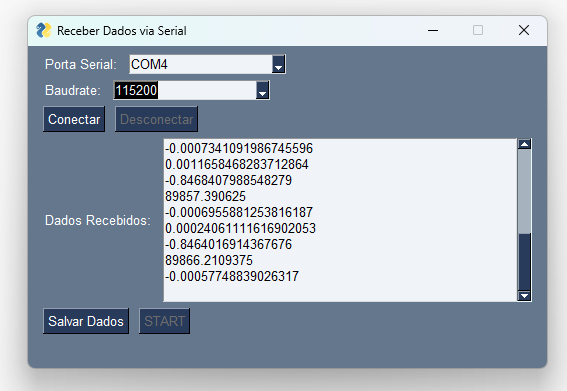 Receber Dados via Serial
Porta Serial: COM4
Baudrate: 115200
Conectar Desconectar
-0.0007341091986745596
0.0011658468283712864
-0.8468407988548279
89857.390625
-0.0006955881253816187
0.00024061111616902053
-0.8464016914367676
89866.2109375
-0.00057748839026317
Dados Recebidos:
Salvar Dados START